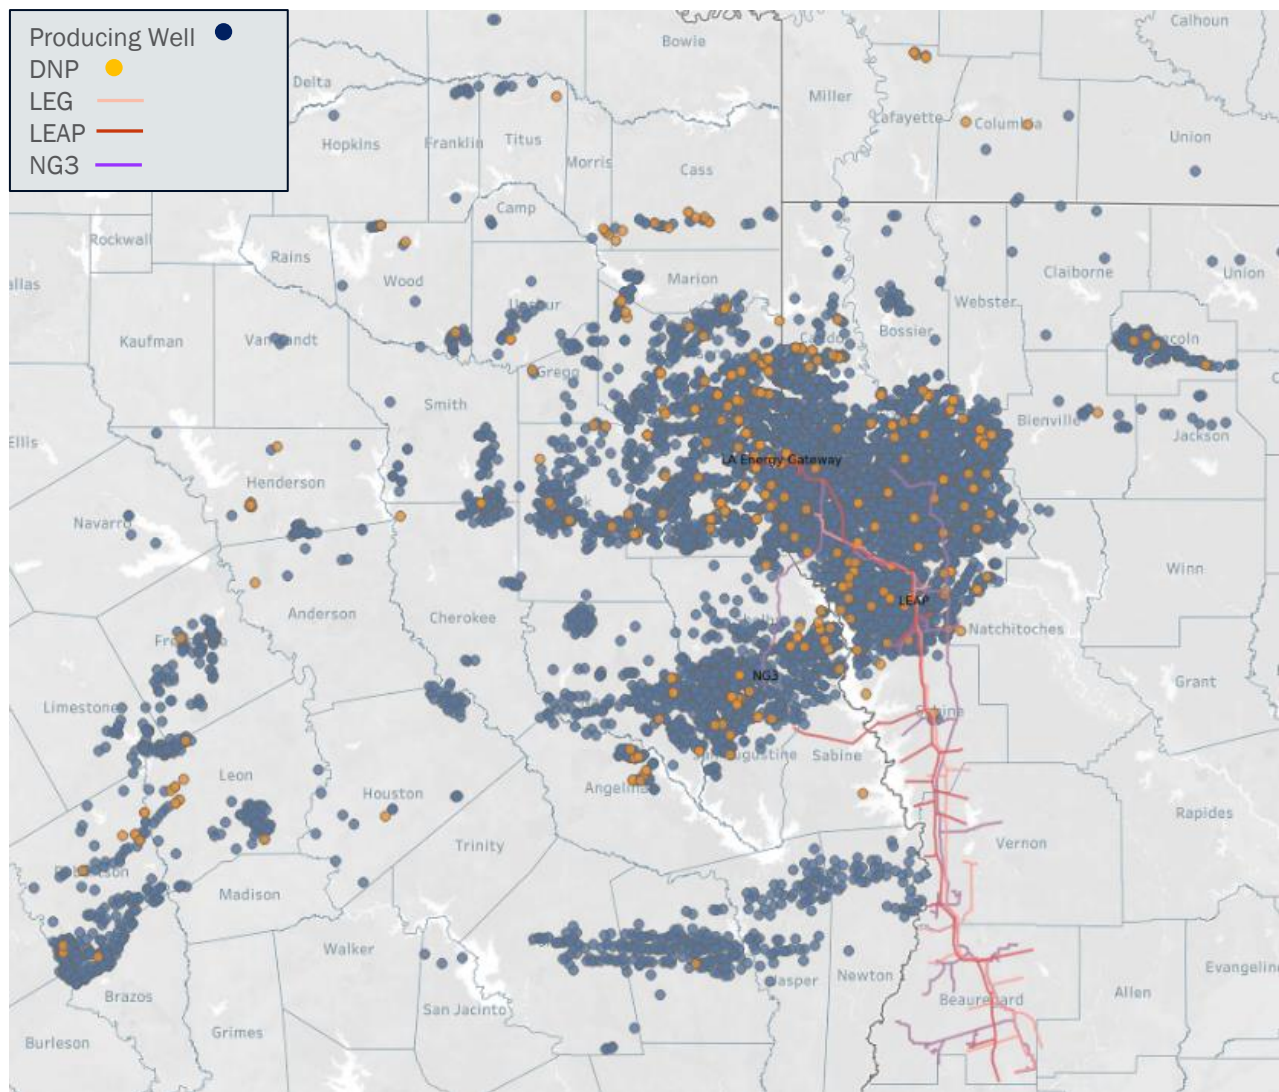 Producing Well
DNP
LEG
LEAP
NG3
Calhoun
Bowie
Delta
Miller
Lafayette
Columbia
Union
Hopkins
Franklin
Titus
Morris
Cass
Camp
Rockwall
Rains
Wood
Marion
Claiborne
Union
allas
Webster
Bossier
Kaufman
Gregg
Smith
Bienville
Jackson
Ellis
LA Energy Gateway
Henderson
Navarro
Winn
LEAP
Anderson
Cherokee
Natchitoches
NG3
Grant
Limestone
Sabine
Leon
Angelina
Houston
Rapides
Trinity
Vernon
Madison
Walker
Jasper
Newton
Evangeline
Brazos
San Jacinto
Beauregard
Allen
Grimes
Burleson